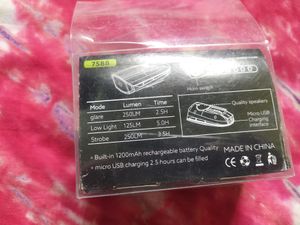 7588
Horn switch
Mode Lumen Time
glare 250LM 2.5H
Low Light 125LM 5.0H
Strobe 250LM 3.5H
Quality speakers
Micro USB
Charging
interface
• Built-in 1200mAh rechargeable battery Quality
• micro USB charging 2.5 hours can be filled
MADE IN CHINA